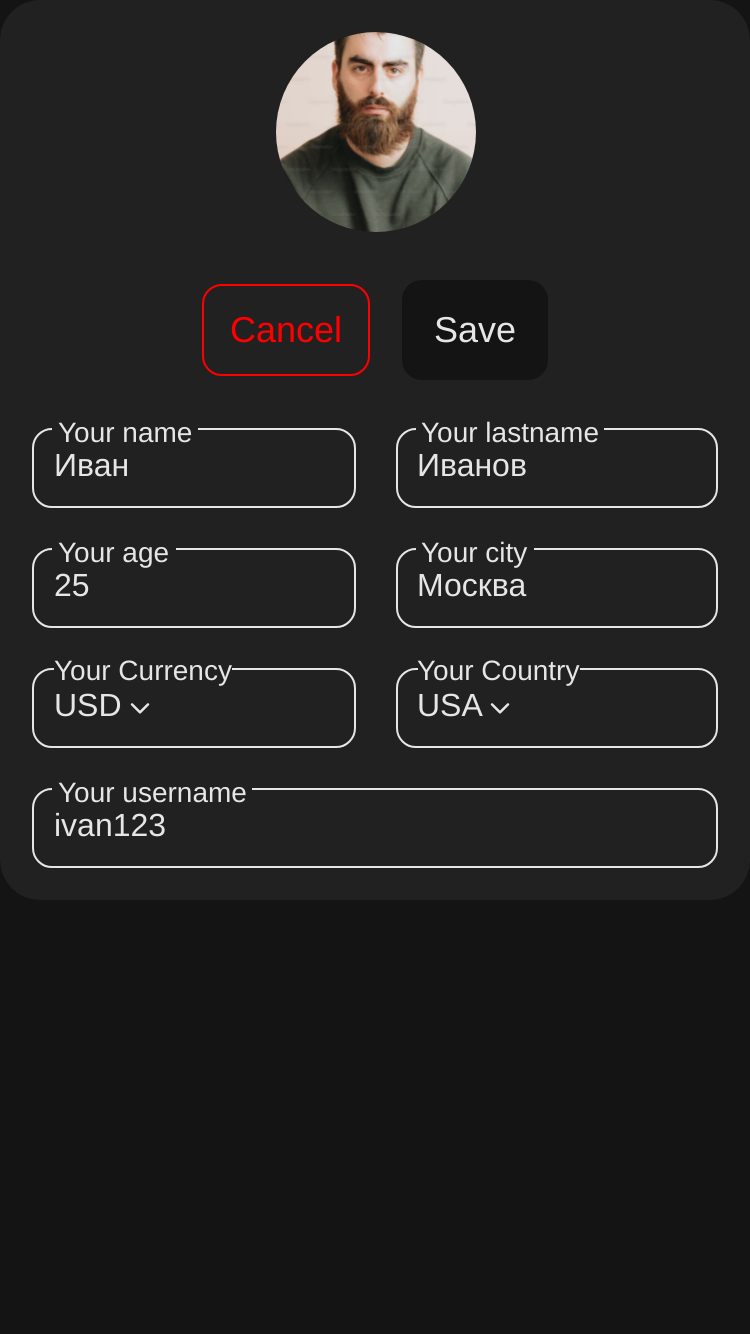 Cancel
Save
Your name
Your lastname
Иван
Иванов
Your age
Your city
25
Москва
Your Currency
Your Country
USD
USA
Your username
ivan123